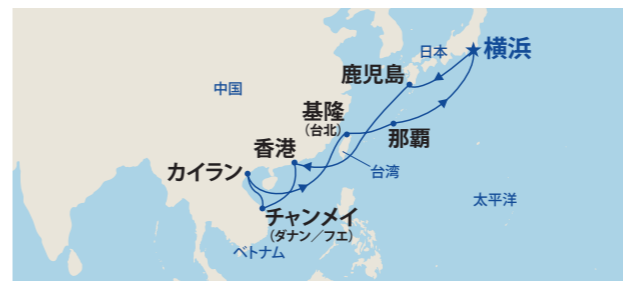 日本
横浜
鹿児島
中国
基隆
（台北）
那覇
香港
台湾
カイラン
太平洋
チャンメイ
（ダナン／フエ）
ベトナム